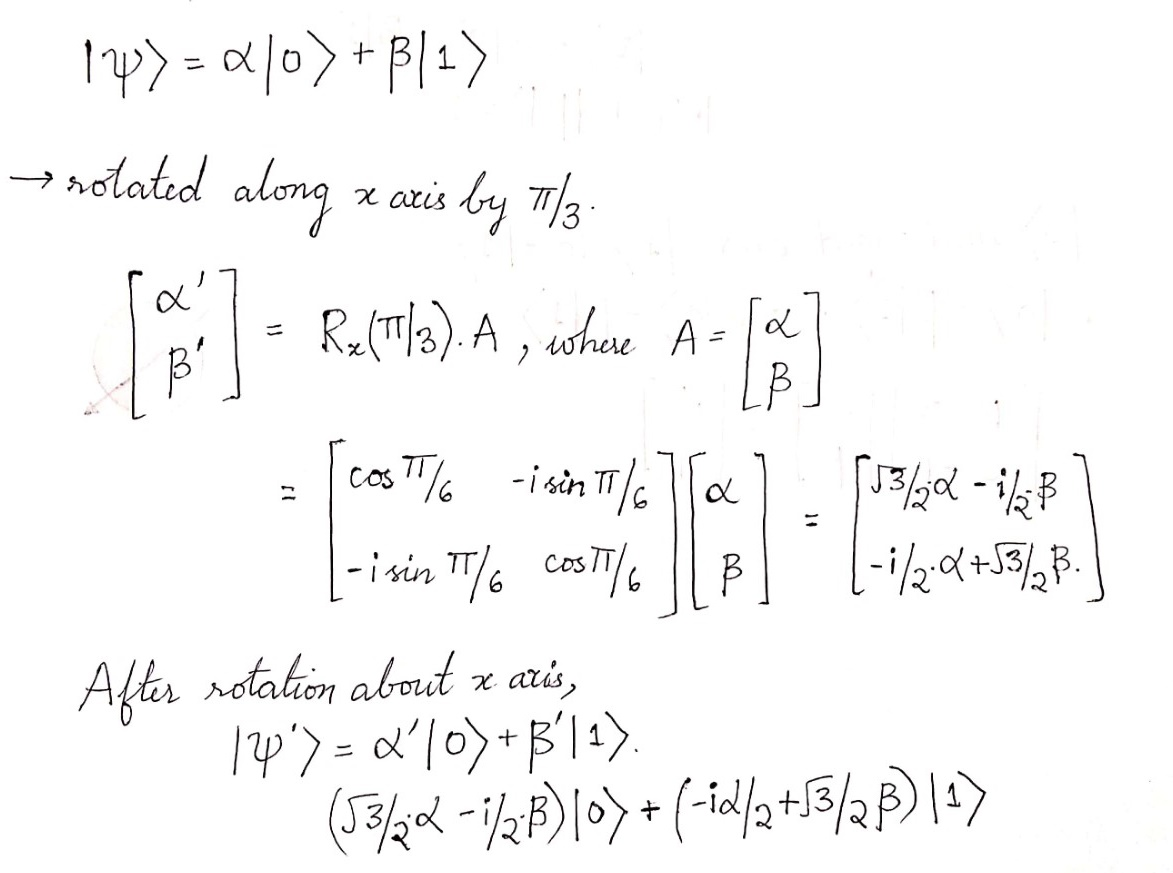 |ψ⟩ = α|0⟩ + β|1⟩
→ rotated along x axis by π/3.
[α' β'] = Rx(π/3).A , where A = [α β]
= [cos π/6 -i sin π/6 -i sin π/6 cos π/6] [α β] = [√3/2 α - i/2 β -i/2.α + √3/2 β.]
After rotation about x axis,
|ψ'⟩ = α'|0⟩ + β'|1⟩.
(√3/2 α - i/2 β)|0⟩ + (-iα/2 + √3/2 β)|1⟩